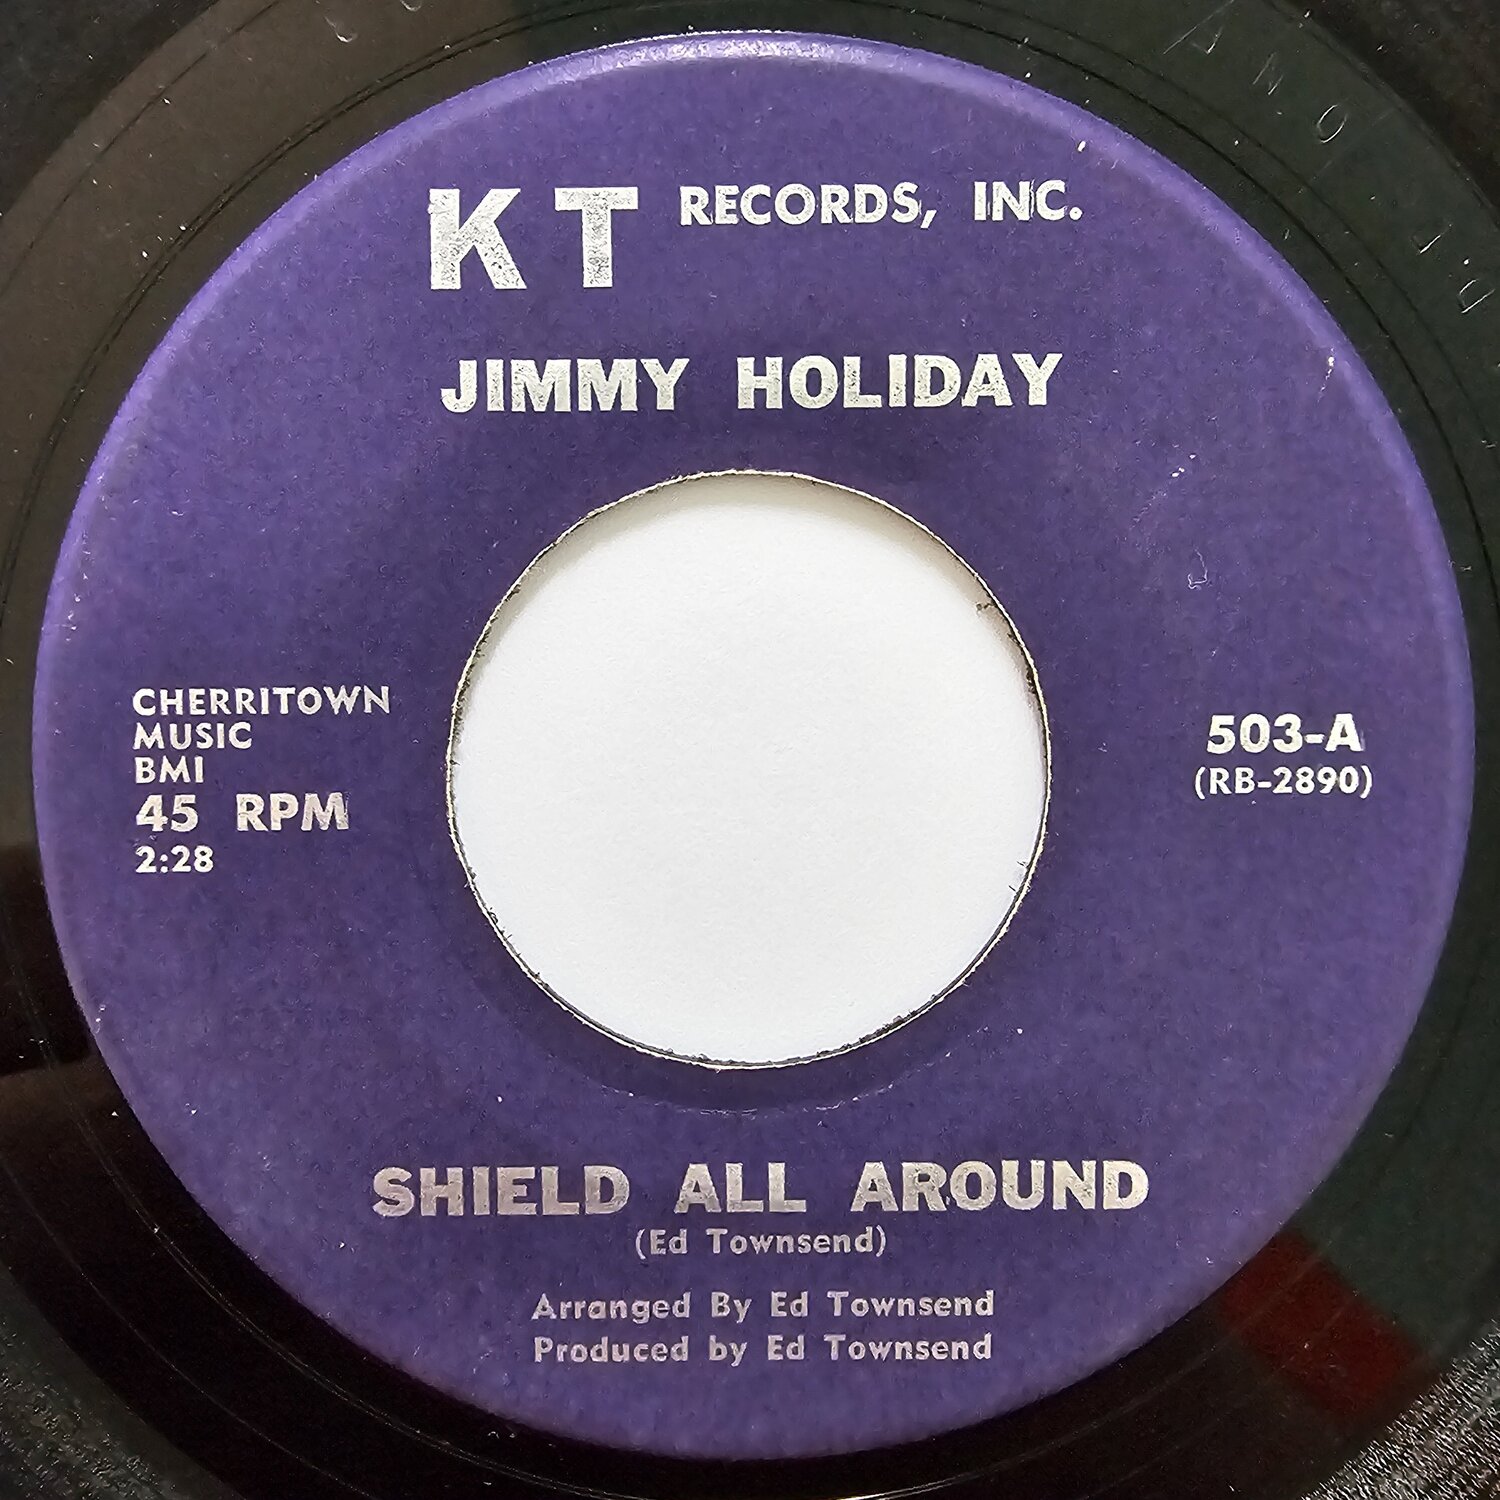 KT RECORDS, INC.
JIMMY HOLIDAY
CHERRITOWN
MUSIC
BMI
45 RPM
2:28
503-A
(RB-2890)
SHIELD ALL AROUND
(Ed Townsend)
Arranged By Ed Townsend
Produced by Ed Townsend